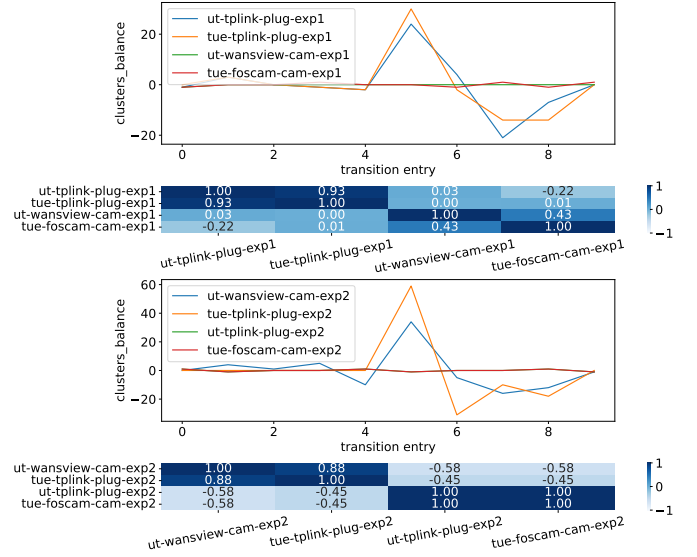 ut-tplink-plug-exp1
tue-tplink-plug-exp1
ut-wansview-cam-exp1
tue-foscam-cam-exp1
clusters_balance
20
0
−20
0 2 4 6 8
transition entry
ut-tplink-plug-exp1 1.00 0.93 0.03 -0.22
tue-tplink-plug-exp1 0.93 1.00 0.00 0.01
ut-wansview-cam-exp1 0.03 0.00 1.00 0.43
tue-foscam-cam-exp1 -0.22 0.01 0.43 1.00
1
−1
ut-tplink-plug-exp1 tue-tplink-plug-exp1 ut-wansview-cam-exp1 tue-foscam-cam-exp1
ut-wansview-cam-exp2
tue-tplink-plug-exp2
ut-tplink-plug-exp2
tue-foscam-cam-exp2
clusters_balance
60
40
20
0
−20
0 2 4 6 8
transition entry
ut-wansview-cam-exp2 1.00 0.88 -0.58 -0.58
tue-tplink-plug-exp2 0.88 1.00 -0.45 -0.45
ut-tplink-plug-exp2 -0.58 -0.45 1.00 1.00
tue-foscam-cam-exp2 -0.58 -0.45 1.00 1.00
1
−1
ut-wansview-cam-exp2 tue-tplink-plug-exp2 ut-tplink-plug-exp2 tue-foscam-cam-exp2